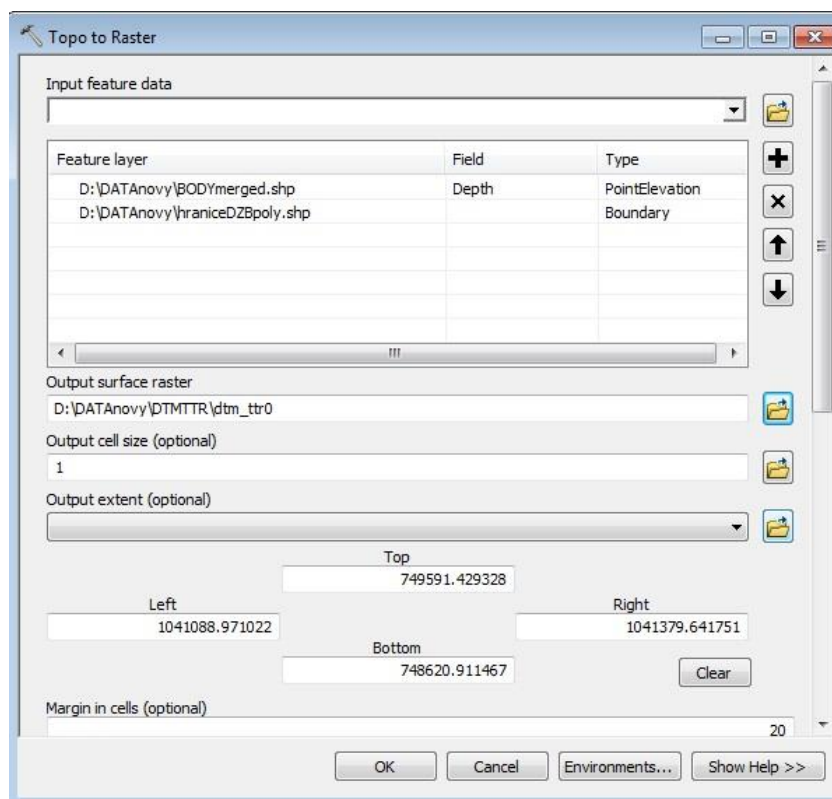 Topo to Raster
Input feature data
Feature layer Field Type
D:\DATAnovy\BODYmerged.shp Depth PointElevation
D:\DATAnovy\hraniceDZBpoly.shp Boundary
Output surface raster
D:\DATAnovy\DTMTTR\dtm_ttr0
Output cell size (optional)
1
Output extent (optional)
Top
749591.429328
Left Right
1041088.971022 1041379.641751
Bottom
748620.911467 Clear
Margin in cells (optional)
20
OK Cancel Environments... Show Help >>